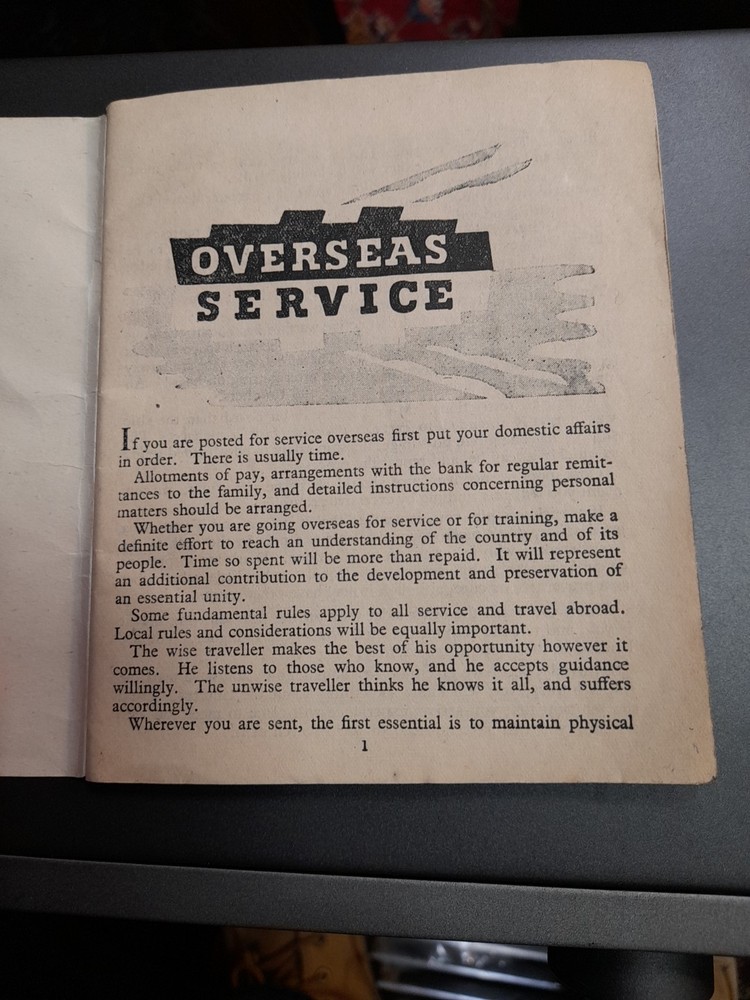 OVERSEAS
SERVICE
If you are posted for service overseas first put your domestic affairs
in order. There is usually time.
Allotments of pay, arrangements with the bank for regular remit-
tances to the family, and detailed instructions concerning personal
matters should be arranged.
Whether you are going overseas for service or for training, make a
definite effort to reach an understanding of the country and of its
people. Time so spent will be more than repaid. It will represent
an additional contribution to the development and preservation of
an essential unity.
Some fundamental rules apply to all service and travel abroad.
Local rules and considerations will be equally important.
The wise traveller makes the best of his opportunity however it
comes. He listens to those who know, and he accepts guidance
willingly. The unwise traveller thinks he knows it all, and suffers
accordingly.
Wherever you are sent, the first essential is to maintain physical
1